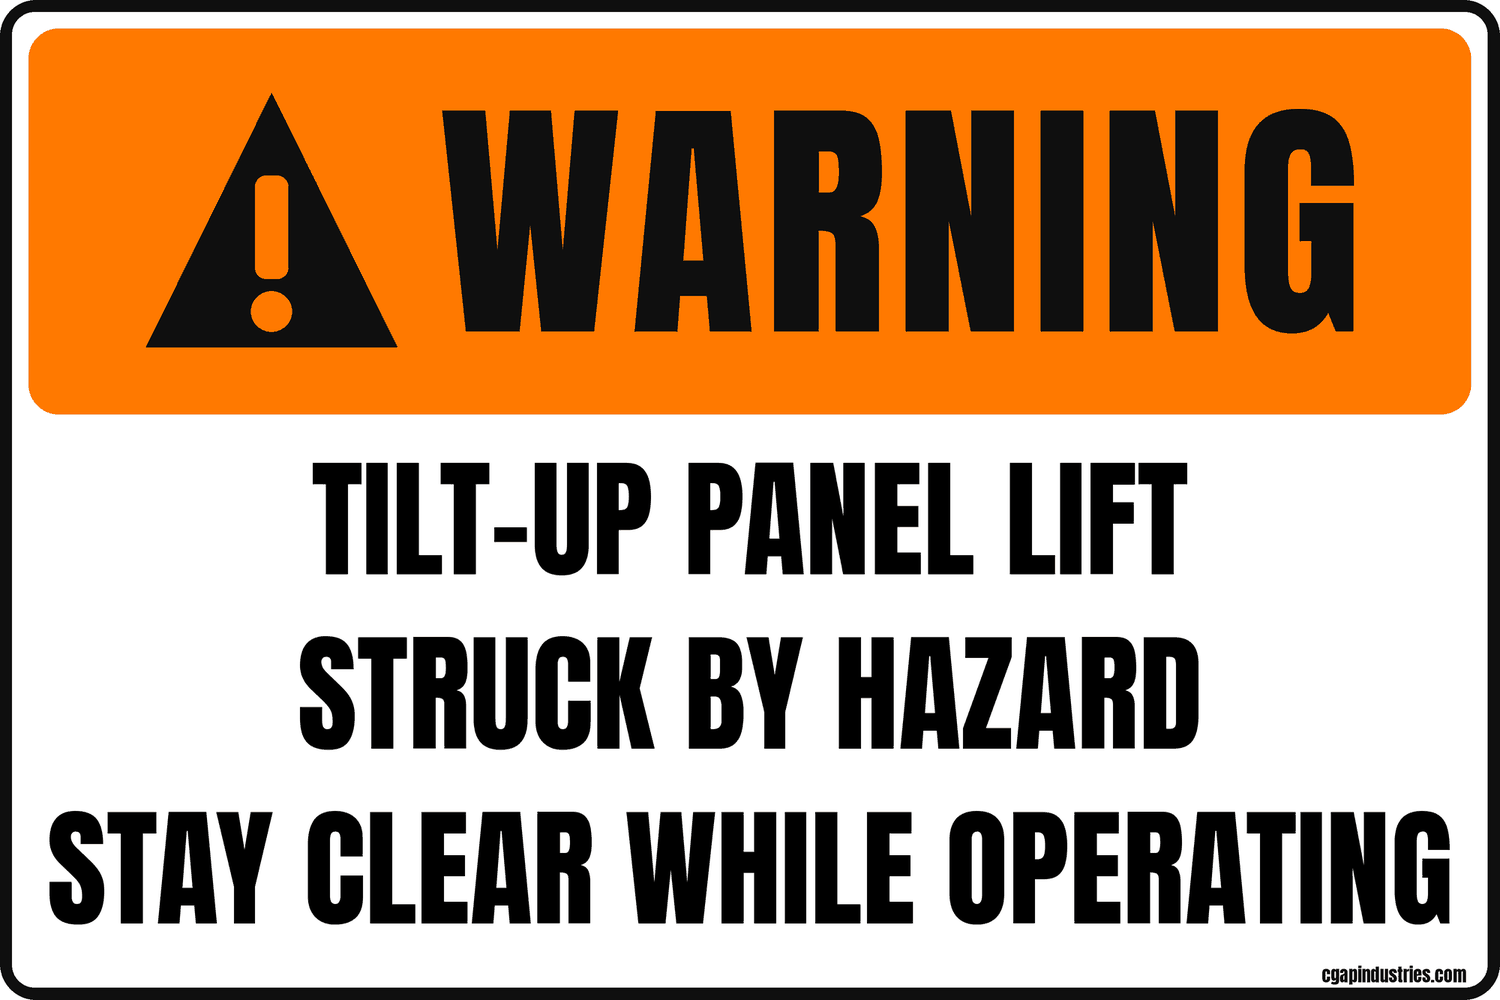 WARNING
TILT-UP PANEL LIFT
STRUCK BY HAZARD
STAY CLEAR WHILE OPERATING
cgapindustries.com